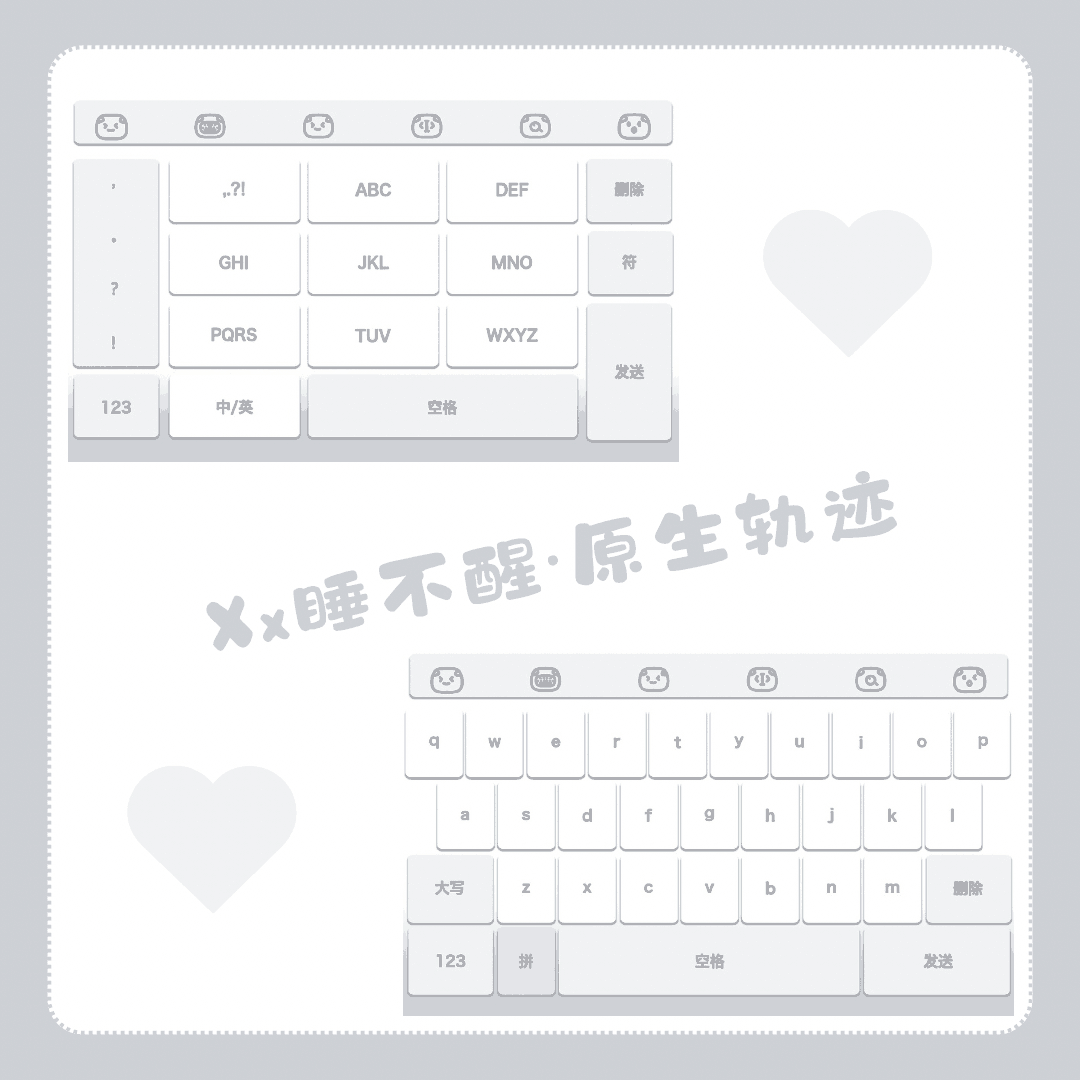 ,.?! ABC DEF 删除
,
。
?
!
GHI JKL MNO 符
PQRS TUV WXYZ
发送
123 中/英 空格
Xx睡不醒·原生轨迹
q w e r t y u i o p
a s d f g h j k l
大写 z x c v b n m 删除
123 拼 空格 发送